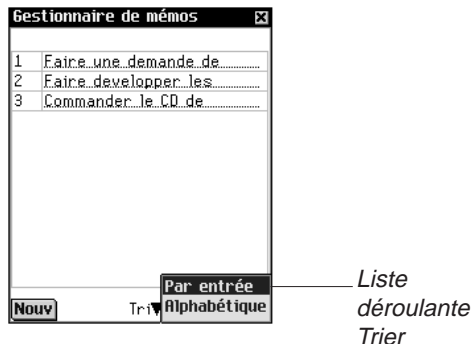 Gestionnaire de mémos
1 Faire une demande de
2 Faire developper les
3 Commander le CD de
Par entrée
Alphabétique
Nouv Tri
Liste
déroulante
Trier